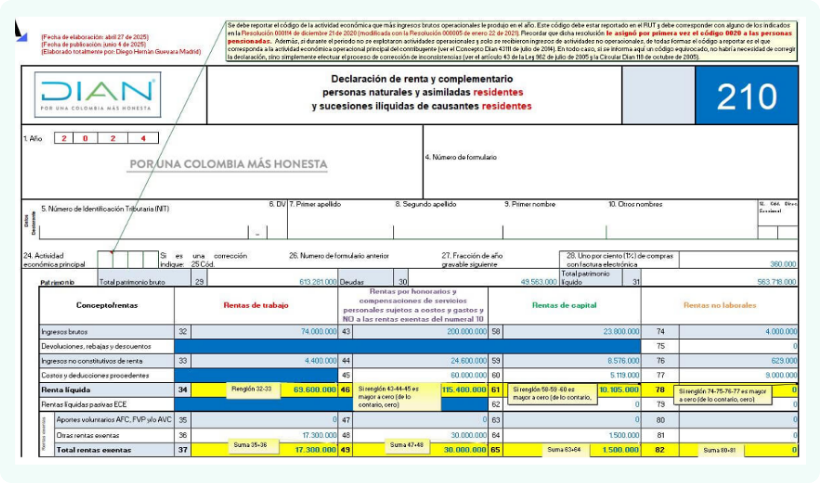 Se debe reportar el código de la actividad económica que más ingresos brutos operacionales le produjo en el año. Este código debe estar reportado en el RUT y debe corresponder con alguno de los indicados
en la Resolución 000114 de diciembre 21 de 2020 (modificada con la Resolución 000005 de enero 22 de 2021). Recordar que dicha resolución le asignó por primera vez el código 0020 a las personas
pensionadas. Además, si durante el periodo no se explotaron actividades operacionales y solo se recibieron ingresos de actividades no operacionales, de todas formas el código a reportar es el que
corresponda a la actividad económica operacional principal del contribuyente (ver el Concepto Dian 43111 de julio de 2014). En todo caso, si se informa aquí un código equivocado, no habría necesidad de corregir
la declaración, sino simplemente efectuar el proceso de corrección de inconsistencias (ver el artículo 43 de la Ley 962 de julio de 2005 y la Circular Dian 118 de octubre de 2005).
(Fecha de elaboración: abril 27 de 2025)
(Fecha de publicación: junio 4 de 2025)
(Elaborado totalmente por: Diego Hernán Guevara Madrid)
DIAN
POR UNA COLOMBIA MÁS HONESTA
Declaración de renta y complementario
personas naturales y asimiladas residentes
y sucesiones ilíquidas de causantes residentes
210
1. Año 2 0 2 4
POR UNA COLOMBIA MÁS HONESTA
4. Número de formulario
Datos Declarante
5. Número de Identificación Tributaria (NIT) 6. DV 7. Primer apellido 8. Segundo apellido 9. Primer nombre 10. Otros nombres
-
24. Actividad económica principal Si es una corrección indique: 25 Cód. 26. Numero de formulario anterior 27. Fracción de año gravable siguiente 28. Uno por ciento (1%) de compras con factura electrónica 360.000
Patrimonio Total patrimonio bruto 29 613.281.000 Deudas 30 49.563.000 Total patrimonio líquido 31 563.718.000
Concepto/rentas Rentas de trabajo Rentas por honorarios y compensaciones de servicios personales sujetos a costos y gastos y NO a las rentas exentas del numeral 10 Rentas de capital Rentas no laborales
Ingresos brutos 32 74.000.000 43 200.000.000 58 23.800.000 74 4.000.000
Devoluciones, rebajas y descuentos 75 0
Ingresos no constitutivos de renta 33 4.400.000 44 24.600.000 59 8.576.000 76 629.000
Costos y deducciones procedentes 45 60.000.000 60 5.119.000 77 9.000.000
Renta líquida 34 Renglón 32-33 69.600.000 46 Si renglón 43-44-45 es mayor a cero (de lo contario, cero) 115.400.000 61 Si renglón 58-59-60 es mayor a cero (de lo contario, 10.105.000 78 Si renglón 74-75-76-77 es mayor a cero (de lo contario, cero) 0
Rentas líquidas pasivas ECE 62 0 79 0
Rentas exentas
Aportes voluntarios AFC, FVP y/o AVC 35 0 47 0 63 0 80 0
Otras rentas exentas 36 17.300.000 48 30.000.000 64 1.500.000 81 0
Total rentas exentas 37 Suma 35+36 17.300.000 49 Suma 47+48 30.000.000 65 Suma 63+64 1.500.000 82 Suma 80+81 0